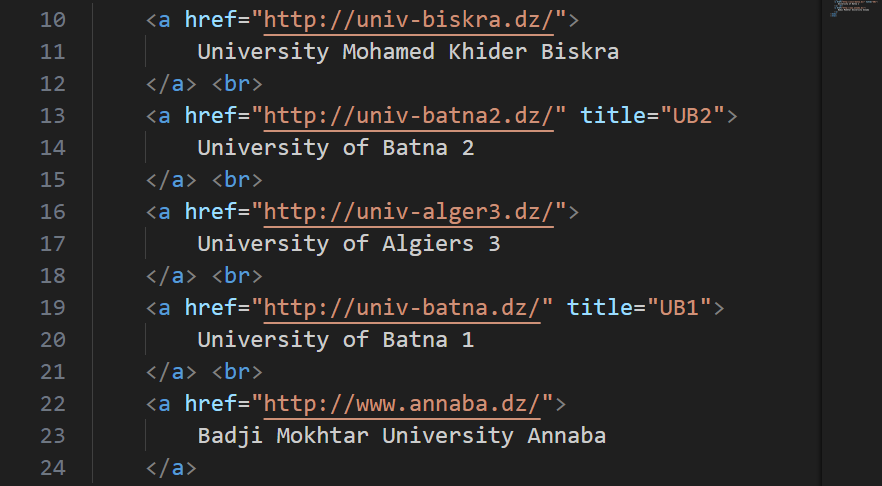 10 <a href="http://univ-biskra.dz/">
11 University Mohamed Khider Biskra
12 </a> <br>
13 <a href="http://univ-batna2.dz/" title="UB2">
14 University of Batna 2
15 </a> <br>
16 <a href="http://univ-alger3.dz/">
17 University of Algiers 3
18 </a> <br>
19 <a href="http://univ-batna.dz/" title="UB1">
20 University of Batna 1
21 </a> <br>
22 <a href="http://www.annaba.dz/">
23 Badji Mokhtar University Annaba
24 </a>